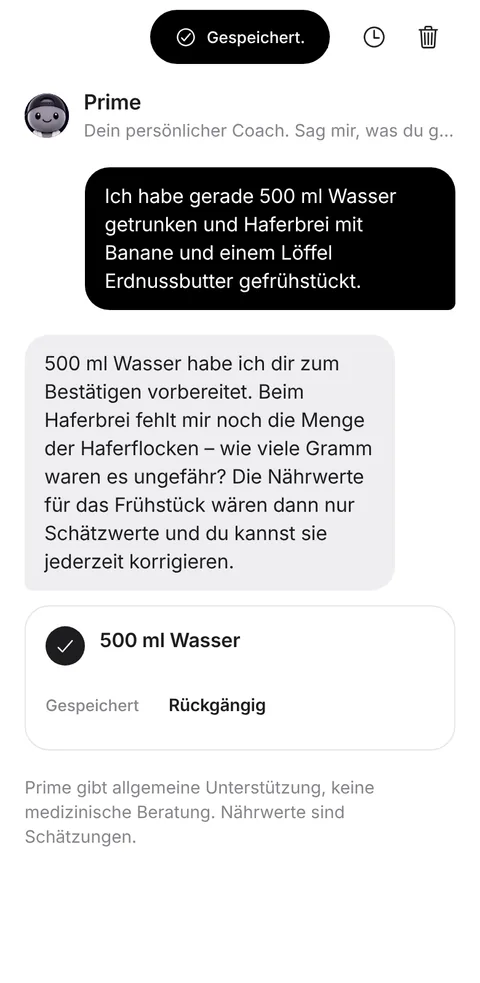 Gespeichert.
Prime
Dein persönlicher Coach. Sag mir, was du g...
Ich habe gerade 500 ml Wasser
getrunken und Haferbrei mit
Banane und einem Löffel
Erdnussbutter gefrühstückt.
500 ml Wasser habe ich dir zum
Bestätigen vorbereitet. Beim
Haferbrei fehlt mir noch die Menge
der Haferflocken – wie viele Gramm
waren es ungefähr? Die Nährwerte
für das Frühstück wären dann nur
Schätzwerte und du kannst sie
jederzeit korrigieren.
500 ml Wasser
Gespeichert Rückgängig
Prime gibt allgemeine Unterstützung, keine
medizinische Beratung. Nährwerte sind
Schätzungen.